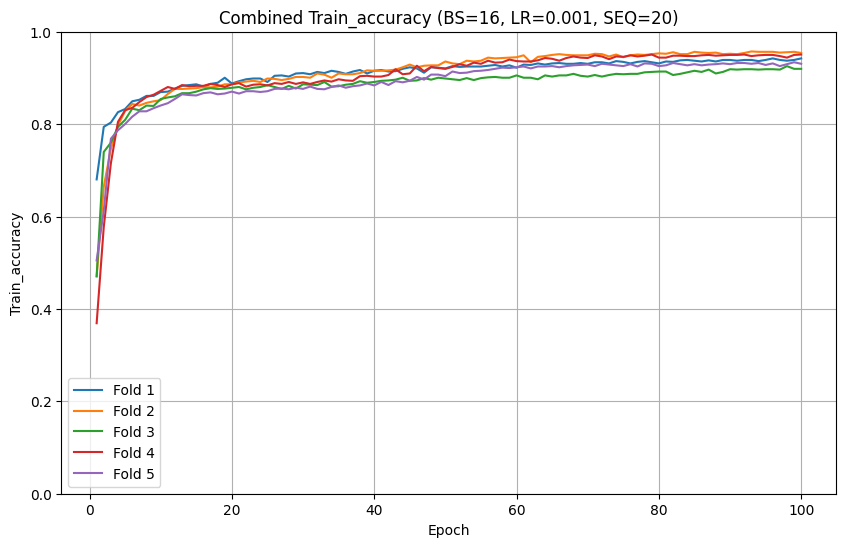 Combined Train_accuracy (BS=16, LR=0.001, SEQ=20)
1.0
0.8
0.6
0.4
0.2
0.0
Train_accuracy
Fold 1
Fold 2
Fold 3
Fold 4
Fold 5
0 20 40 60 80 100
Epoch